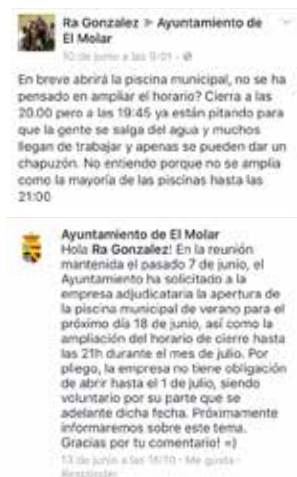 Ra Gonzalez ▸ Ayuntamiento de
El Molar
10 de junio a las 9:01 ·
En breve abrirá la piscina municipal, no se ha
pensado en ampliar el horario? Cierra a las
20.00 pero a las 19:45 ya están pitando para
que la gente se salga del agua y muchos
llegan de trabajar y apenas se pueden dar un
chapuzón. No entiendo porque no se amplia
como la mayoría de las piscinas hasta las
21:00
Ayuntamiento de El Molar
Hola Ra Gonzalez! En la reunión
mantenida el pasado 7 de junio, el
Ayuntamiento ha solicitado a la
empresa adjudicataria la apertura de
la piscina municipal de verano para el
próximo día 18 de junio, así como la
ampliación del horario de cierre hasta
las 21h durante el mes de julio. Por
pliego, la empresa no tiene obligación
de abrir hasta el 1 de julio, siendo
voluntario por su parte que se
adelante dicha fecha. Próximamente
informaremos sobre este tema.
Gracias por tu comentario! =)
13 de junio a las 16:10 · Me gusta ·
Responder